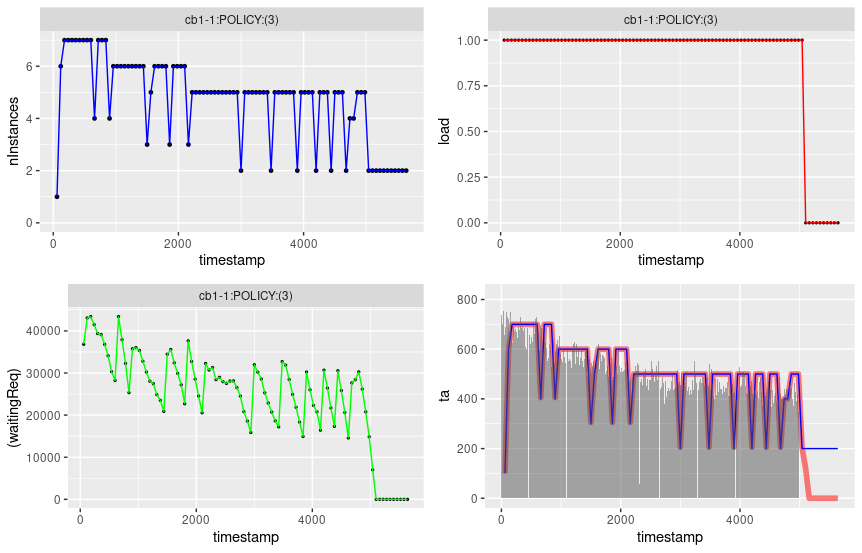 cb1-1:POLICY:(3)
nInstances
6
4
2
0
0
2000
4000
timestamp
cb1-1:POLICY:(3)
load
1.00
0.75
0.50
0.25
0.00
0
2000
4000
timestamp
cb1-1:POLICY:(3)
(waitingReq)
40000
30000
20000
10000
0
0
2000
4000
timestamp
ta
800
600
400
200
0
0
2000
4000
timestamp